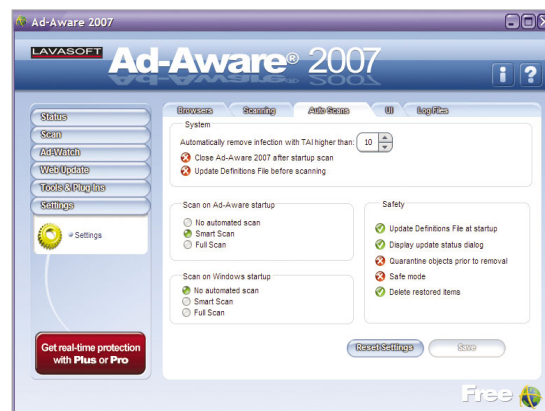 Ad-Aware 2007
LAVASOFT
Ad-Aware® 2007
Browsers Scanning Auto Scans UI Log Files
Status
Scan
Ad-Watch
Web Update
Tools & Plug-Ins
Settings
Settings
Get real-time protection
with Plus or Pro
System
Automatically remove infection with TAI higher than: 10
Close Ad-Aware 2007 after startup scan
Update Definitions File before scanning
Scan on Ad-Aware startup
No automated scan
Smart Scan
Full Scan
Scan on Windows startup
No automated scan
Smart Scan
Full Scan
Safety
Update Definitions File at startup
Display update status dialog
Quarantine objects prior to removal
Safe mode
Delete restored items
Reset Settings Save
Free